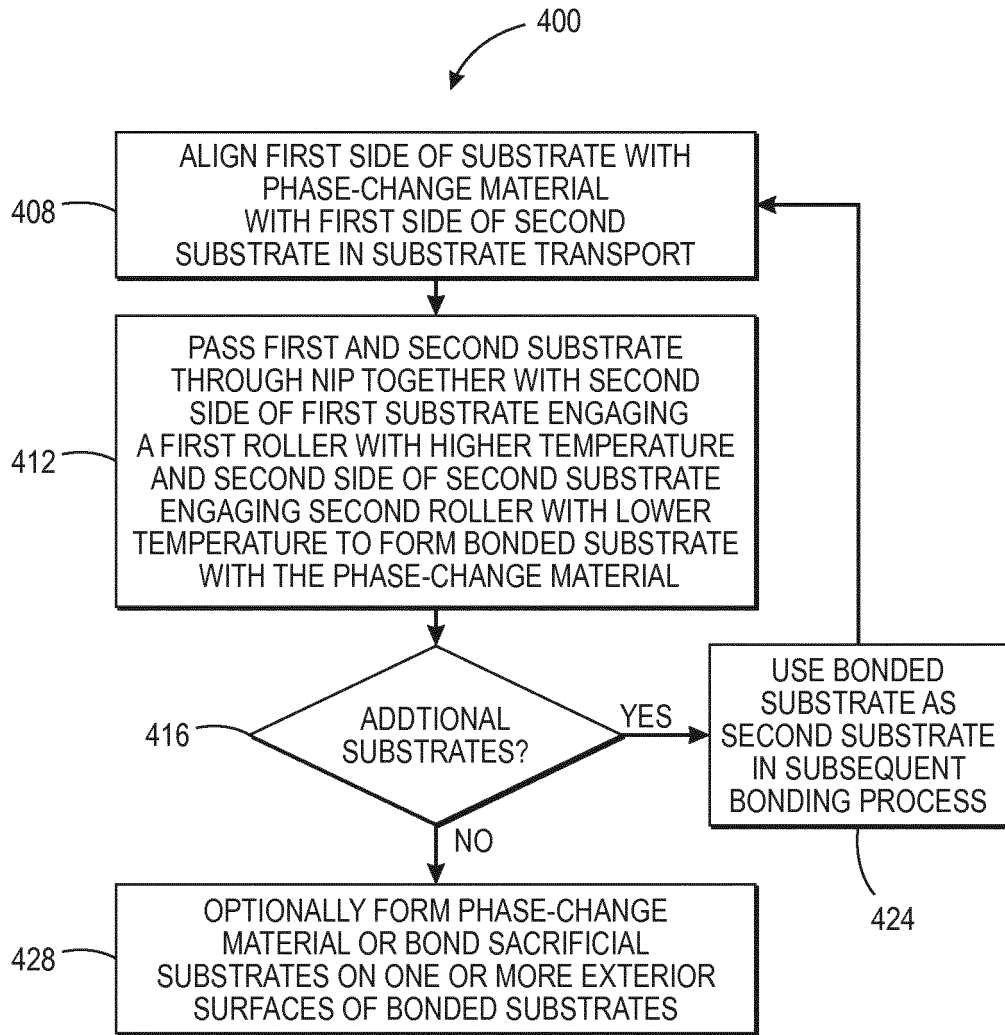 400
ALIGN FIRST SIDE OF SUBSTRATE WITH
PHASE-CHANGE MATERIAL
WITH FIRST SIDE OF SECOND
SUBSTRATE IN SUBSTRATE TRANSPORT
408
PASS FIRST AND SECOND SUBSTRATE
THROUGH NIP TOGETHER WITH SECOND
SIDE OF FIRST SUBSTRATE ENGAGING
A FIRST ROLLER WITH HIGHER TEMPERATURE
AND SECOND SIDE OF SECOND SUBSTRATE
ENGAGING SECOND ROLLER WITH LOWER
TEMPERATURE TO FORM BONDED SUBSTRATE
WITH THE PHASE-CHANGE MATERIAL
412
ADDTIONAL
SUBSTRATES?
416
YES
USE BONDED
SUBSTRATE AS
SECOND SUBSTRATE
IN SUBSEQUENT
BONDING PROCESS
424
NO
OPTIONALLY FORM PHASE-CHANGE
MATERIAL OR BOND SACRIFICIAL
SUBSTRATES ON ONE OR MORE EXTERIOR
SURFACES OF BONDED SUBSTRATES
428